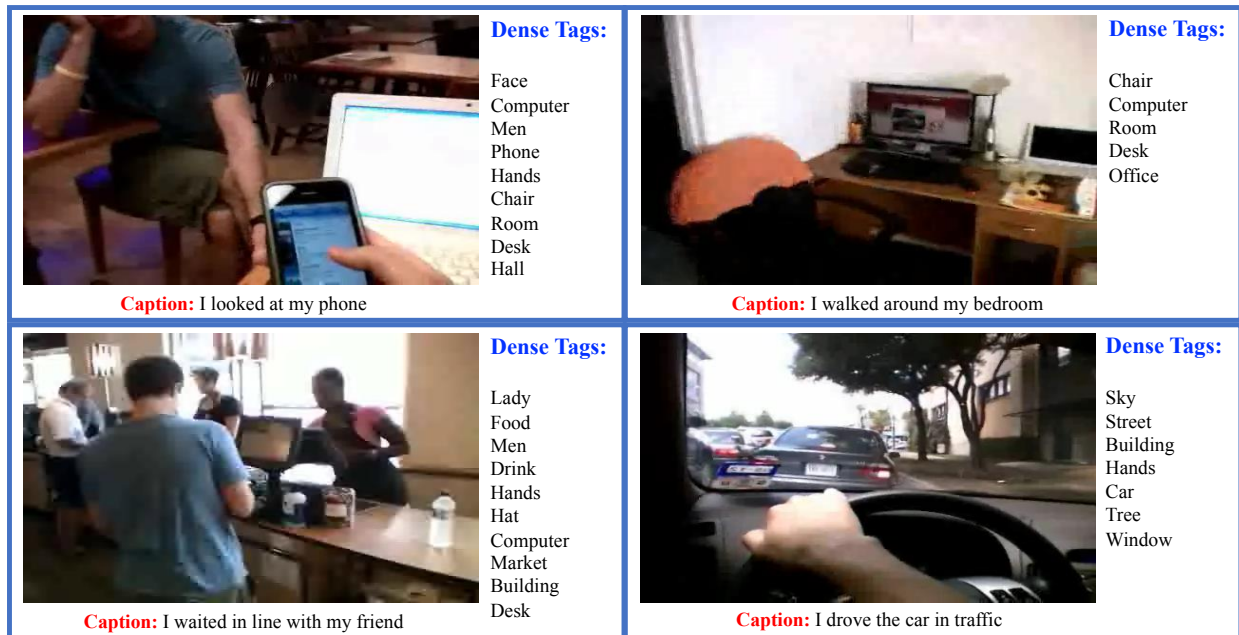 Dense Tags:
Face
Computer
Men
Phone
Hands
Chair
Room
Desk
Hall
Caption: I looked at my phone
Dense Tags:
Chair
Computer
Room
Desk
Office
Caption: I walked around my bedroom
Dense Tags:
Lady
Food
Men
Drink
Hands
Hat
Computer
Market
Building
Desk
Caption: I waited in line with my friend
Dense Tags:
Sky
Street
Building
Hands
Car
Tree
Window
Caption: I drove the car in traffic